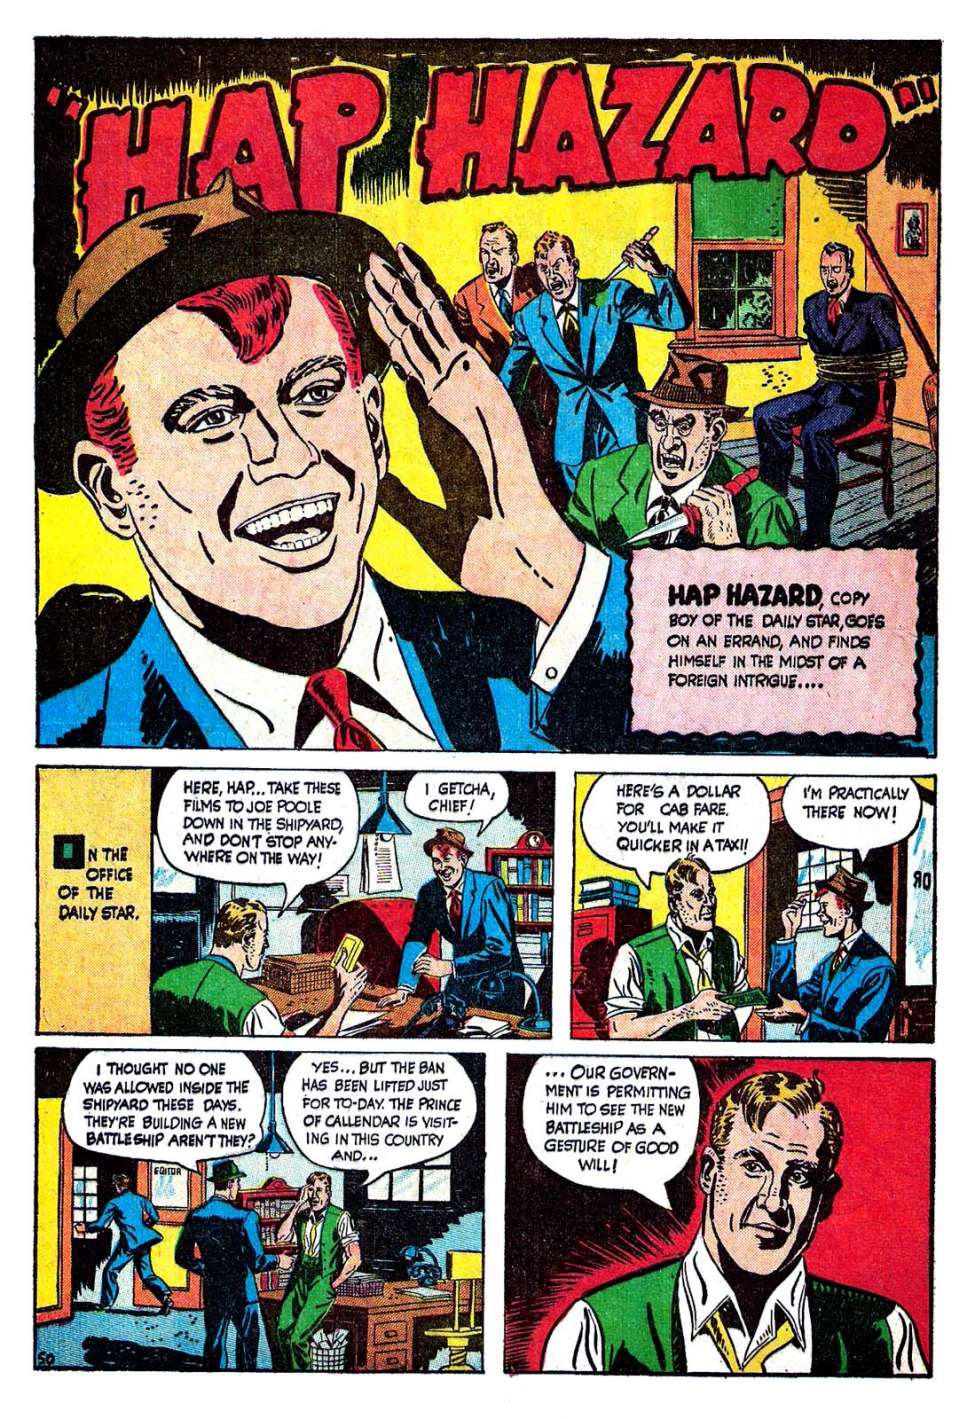 "HAP HAZARD"
HAP HAZARD, COPY
BOY OF THE DAILY STAR, GOES
ON AN ERRAND, AND FINDS
HIMSELF IN THE MIDST OF A
FOREIGN INTRIGUE....
IN THE
OFFICE
OF THE
DAILY STAR.
HERE, HAP... TAKE THESE
FILMS TO JOE POOLE
DOWN IN THE SHIPYARD,
AND DON'T STOP ANY-
WHERE ON THE WAY!
I GETCHA,
CHIEF!
HERE'S A DOLLAR
FOR CAB FARE.
YOU'LL MAKE IT
QUICKER IN A TAXI!
I'M PRACTICALLY
THERE NOW!
OR
I THOUGHT NO ONE
WAS ALLOWED INSIDE THE
SHIPYARD THESE DAYS.
THEY'RE BUILDING A NEW
BATTLESHIP AREN'T THEY?
YES... BUT THE BAN
HAS BEEN LIFTED JUST
FOR TO-DAY. THE PRINCE
OF CALLENDAR IS VISIT-
ING IN THIS COUNTRY
AND...
EDITOR
50
... OUR GOVERN-
MENT IS PERMITTING
HIM TO SEE THE NEW
BATTLESHIP AS A
GESTURE OF GOOD
WILL!